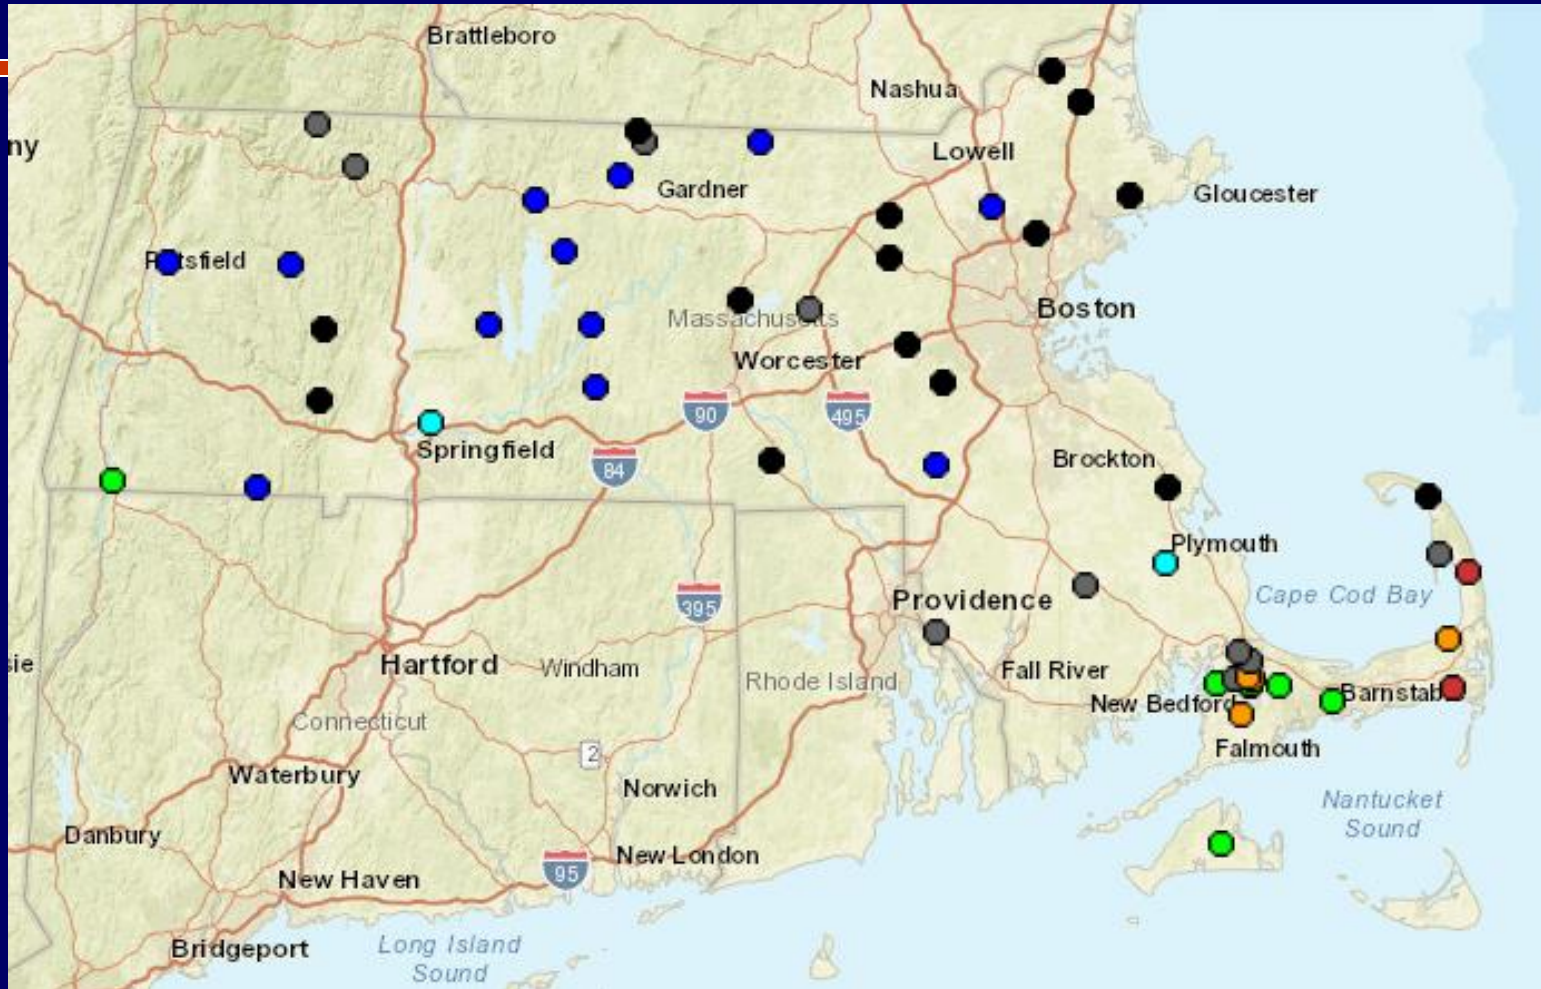 Brattleboro
Nashua
ny
Lowell
Gardner
Gloucester
Pittsfield
Boston
Massachusetts
Worcester
90
495
Springfield
84
Brockton
Plymouth
395
Providence
Cape Cod Bay
sie
Hartford
Windham
Rhode Island
Fall River
New Bedford
Barnstab
Connecticut
Falmouth
2
Waterbury
Norwich
Nantucket
Sound
Danbury
New London
95
New Haven
Bridgeport
Long Island
Sound